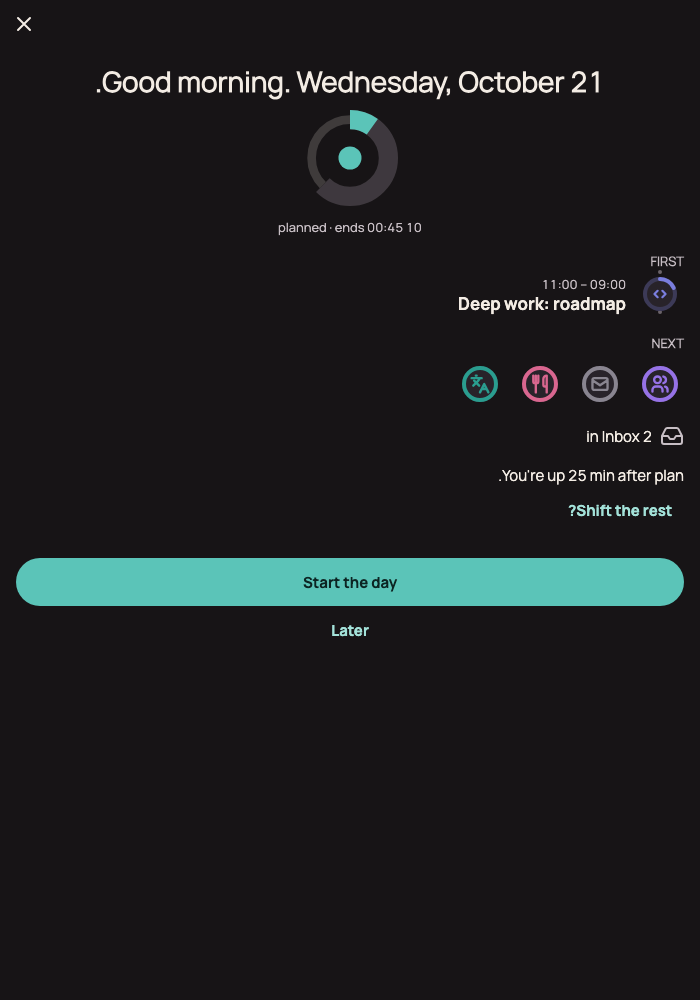 .Good morning. Wednesday, October 21
planned · ends 00:45 10
FIRST
11:00 – 09:00
Deep work: roadmap
NEXT
in Inbox 2
.You're up 25 min after plan
?Shift the rest
Start the day
Later